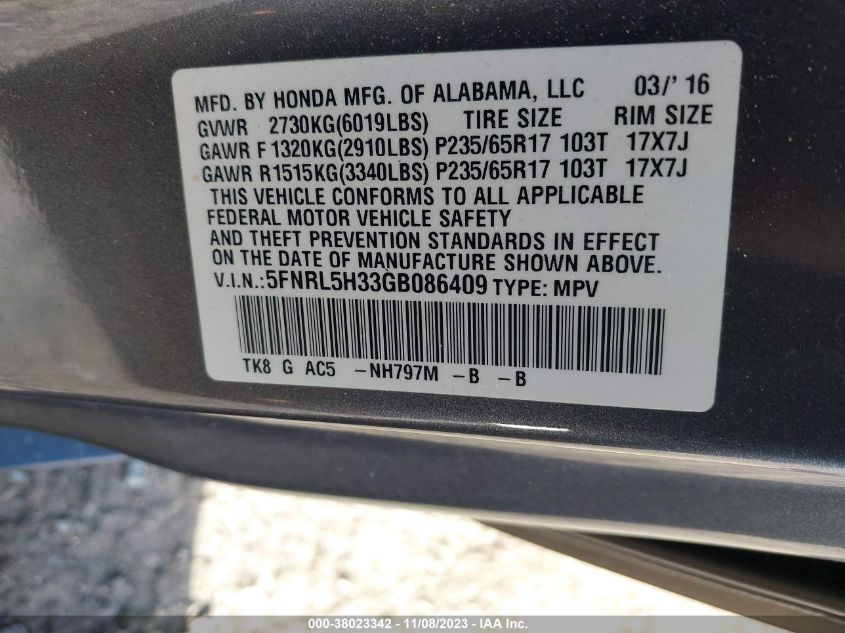 MFD. BY HONDA MFG. OF ALABAMA, LLC 03/' 16
GVWR 2730KG(6019LBS) TIRE SIZE RIM SIZE
GAWR F 1320KG(2910LBS) P235/65R17 103T 17X7J
GAWR R1515KG(3340LBS) P235/65R17 103T 17X7J
THIS VEHICLE CONFORMS TO ALL APPLICABLE
FEDERAL MOTOR VEHICLE SAFETY
AND THEFT PREVENTION STANDARDS IN EFFECT
ON THE DATE OF MANUFACTURE SHOWN ABOVE.
V.I.N.:5FNRL5H33GB086409 TYPE: MPV
TK8 G AC5 -NH797M -B -B
000-38023342 - 11/08/2023 - IAA Inc.